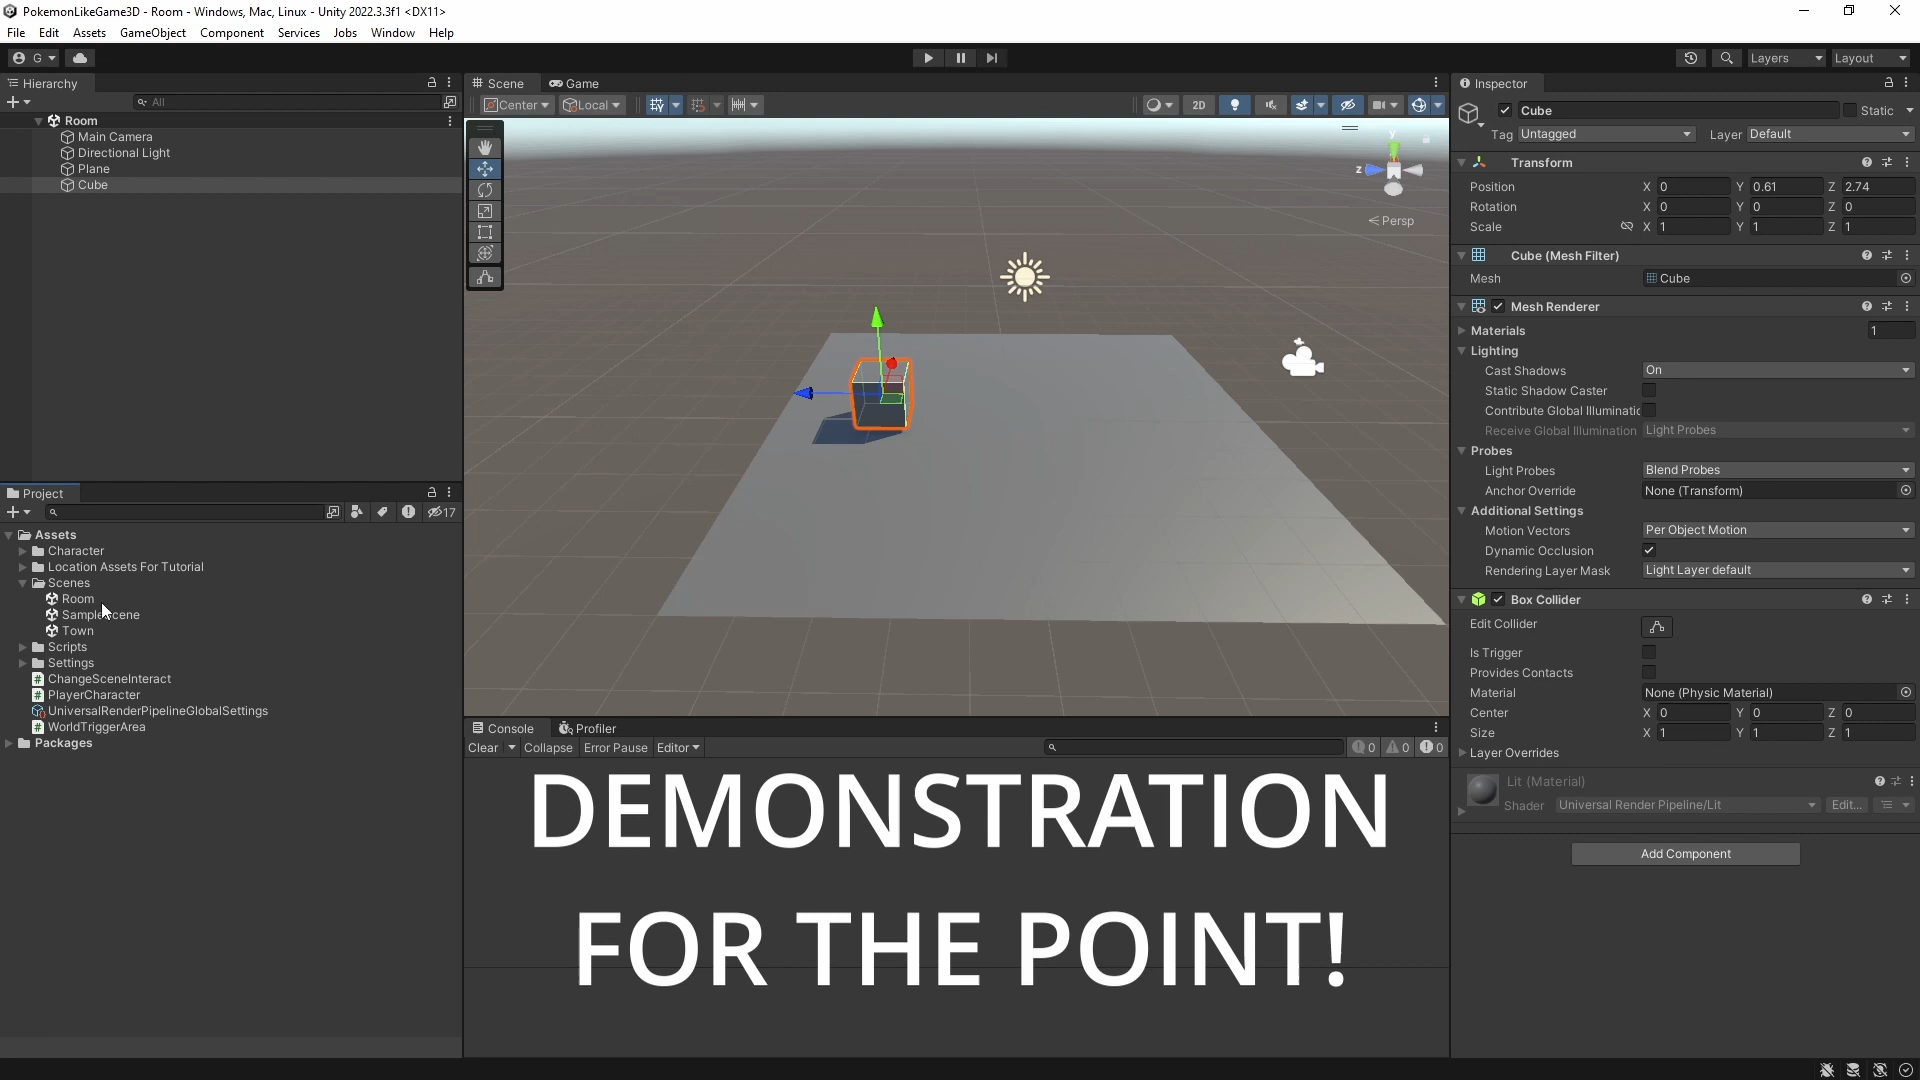 PokemonLikeGame3D - Room - Windows, Mac, Linux - Unity 2022.3.3f1 <DX11>
File Edit Assets GameObject Component Services Jobs Window Help
G
Layers
Layout
Hierarchy
All
Room
Main Camera
Directional Light
Plane
Cube
Project
17
Assets
Character
Location Assets For Tutorial
Scenes
Room
Town
Scripts
Settings
ChangeSceneInteract
PlayerCharacter
UniversalRenderPipelineGlobalSettings
WorldTriggerArea
Packages
Scene Game
Center Local 2D
y
z
< Persp
Console Profiler
Clear Collapse Error Pause Editor 0 0 0
DEMONSTRATION
FOR THE POINT!
Inspector
Cube Static
Tag Untagged Layer Default
Transform
Position X 0 Y 0.61 Z 2.74
Rotation X 0 Y 0 Z 0
Scale X 1 Y 1 Z 1
Cube (Mesh Filter)
Mesh Cube
Mesh Renderer
Materials 1
Lighting
Cast Shadows On
Static Shadow Caster
Contribute Global Illuminatic
Receive Global Illumination Light Probes
Probes
Light Probes Blend Probes
Anchor Override None (Transform)
Additional Settings
Motion Vectors Per Object Motion
Dynamic Occlusion
Rendering Layer Mask Light Layer default
Box Collider
Edit Collider
Is Trigger
Provides Contacts
Material None (Physic Material)
Center X 0 Y 0 Z 0
Size X 1 Y 1 Z 1
Layer Overrides
Lit (Material)
Shader Universal Render Pipeline/Lit Edit...
Add Component